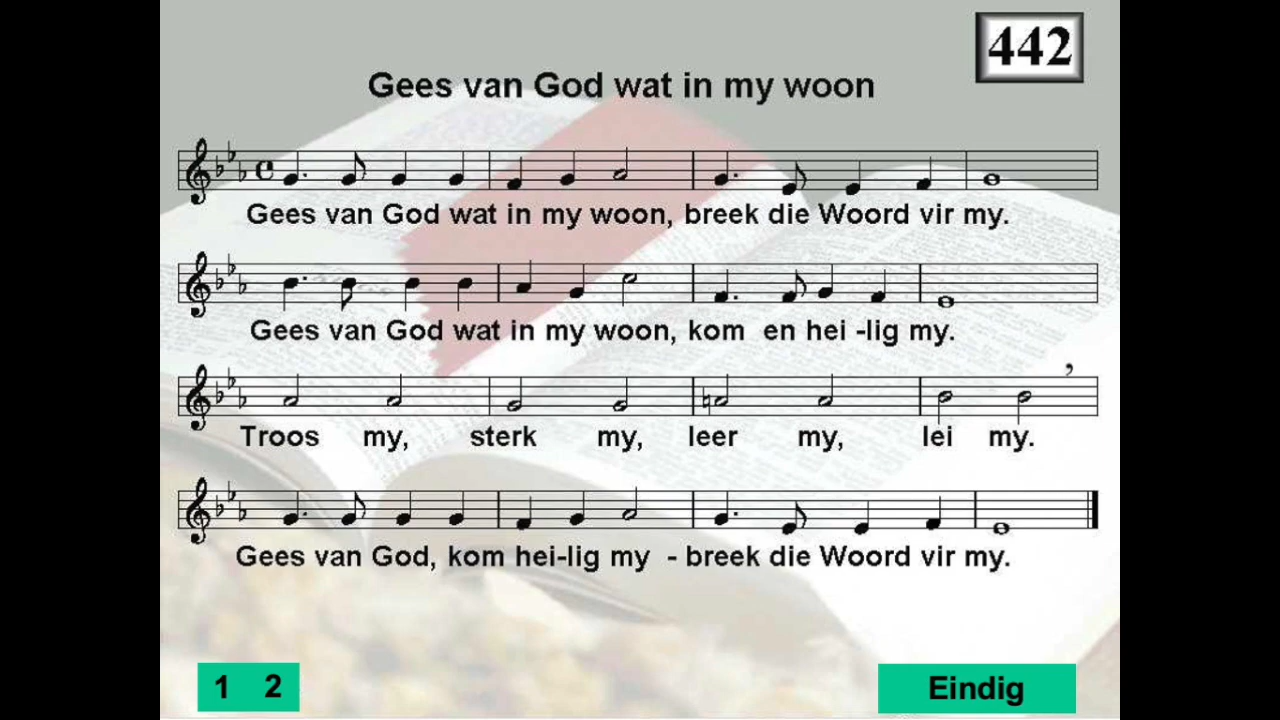 442
Gees van God wat in my woon
Gees van God wat in my woon, breek die Woord vir my.
Gees van God wat in my woon, kom en hei -lig my.
Troos my, sterk my, leer my, lei my.
Gees van God, kom hei-lig my - breek die Woord vir my.
1 2
Eindig